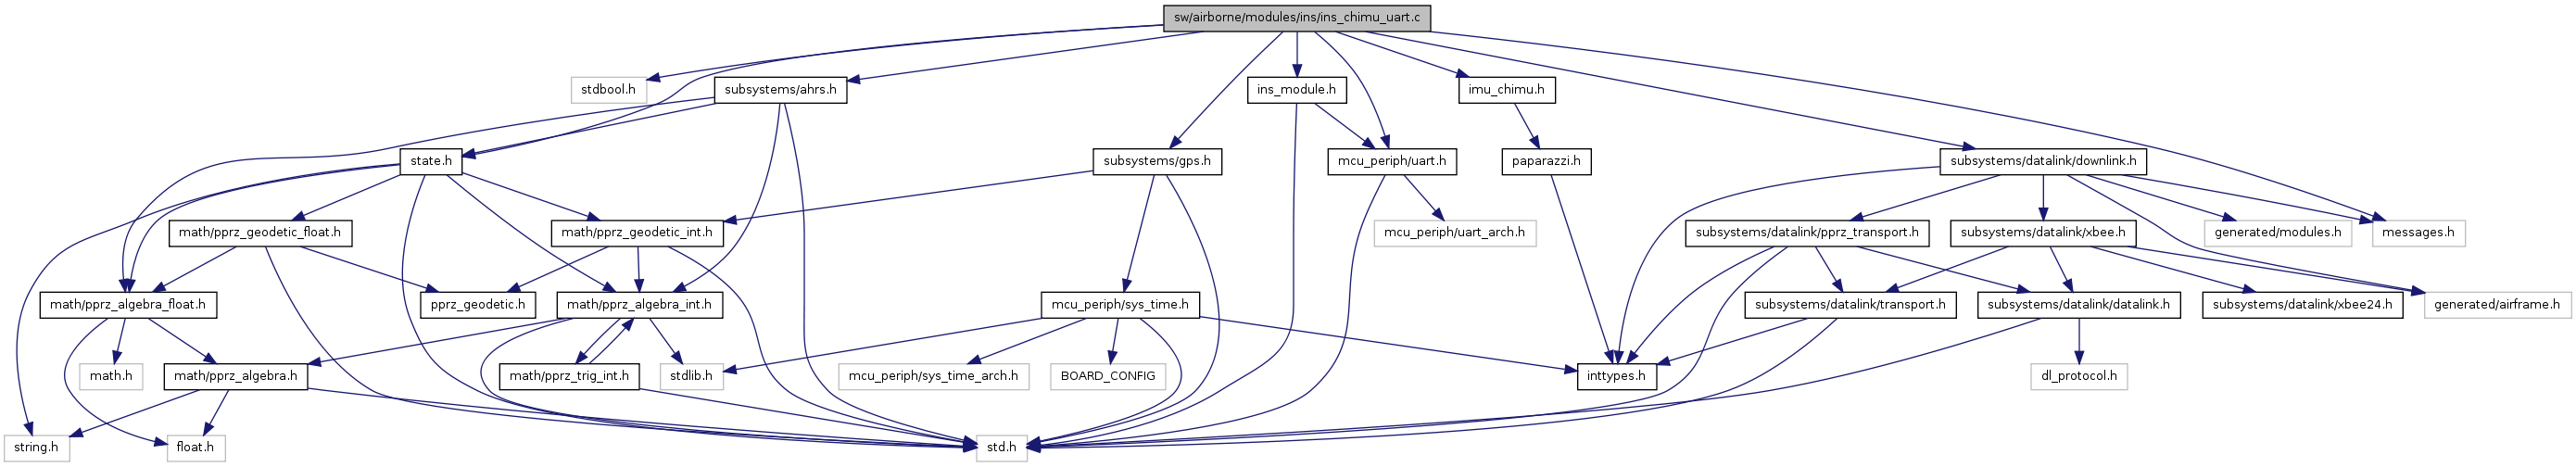 sw/airborne/modules/ins/ins_chimu_uart.c
stdbool.h
subsystems/ahrs.h
ins_module.h
imu_chimu.h
state.h
subsystems/gps.h
mcu_periph/uart.h
paparazzi.h
subsystems/datalink/downlink.h
math/pprz_geodetic_float.h
math/pprz_geodetic_int.h
mcu_periph/uart_arch.h
subsystems/datalink/pprz_transport.h
subsystems/datalink/xbee.h
generated/modules.h
messages.h
math/pprz_algebra_float.h
pprz_geodetic.h
math/pprz_algebra_int.h
mcu_periph/sys_time.h
subsystems/datalink/transport.h
subsystems/datalink/datalink.h
subsystems/datalink/xbee24.h
generated/airframe.h
math.h
math/pprz_algebra.h
math/pprz_trig_int.h
stdlib.h
mcu_periph/sys_time_arch.h
BOARD_CONFIG
inttypes.h
dl_protocol.h
string.h
float.h
std.h